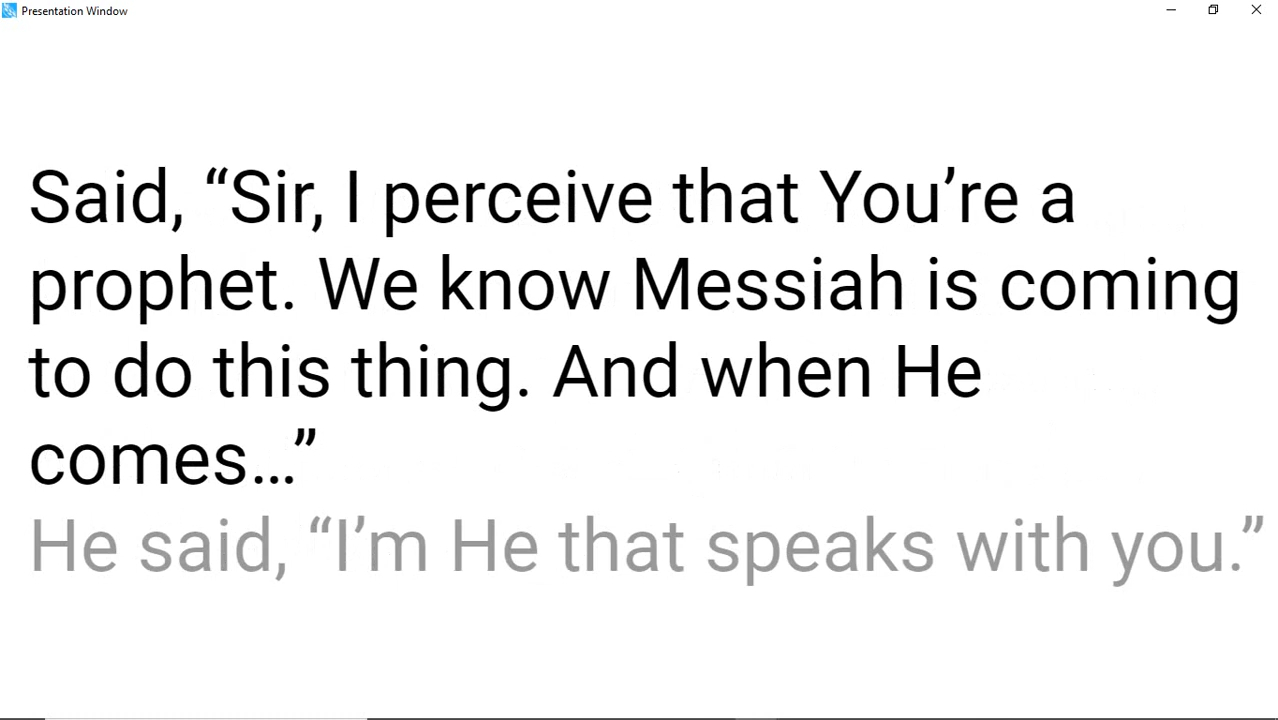 Presentation Window
Said, “Sir, I perceive that You’re a
prophet. We know Messiah is coming
to do this thing. And when He
comes…”
He said, “I’m He that speaks with you.”